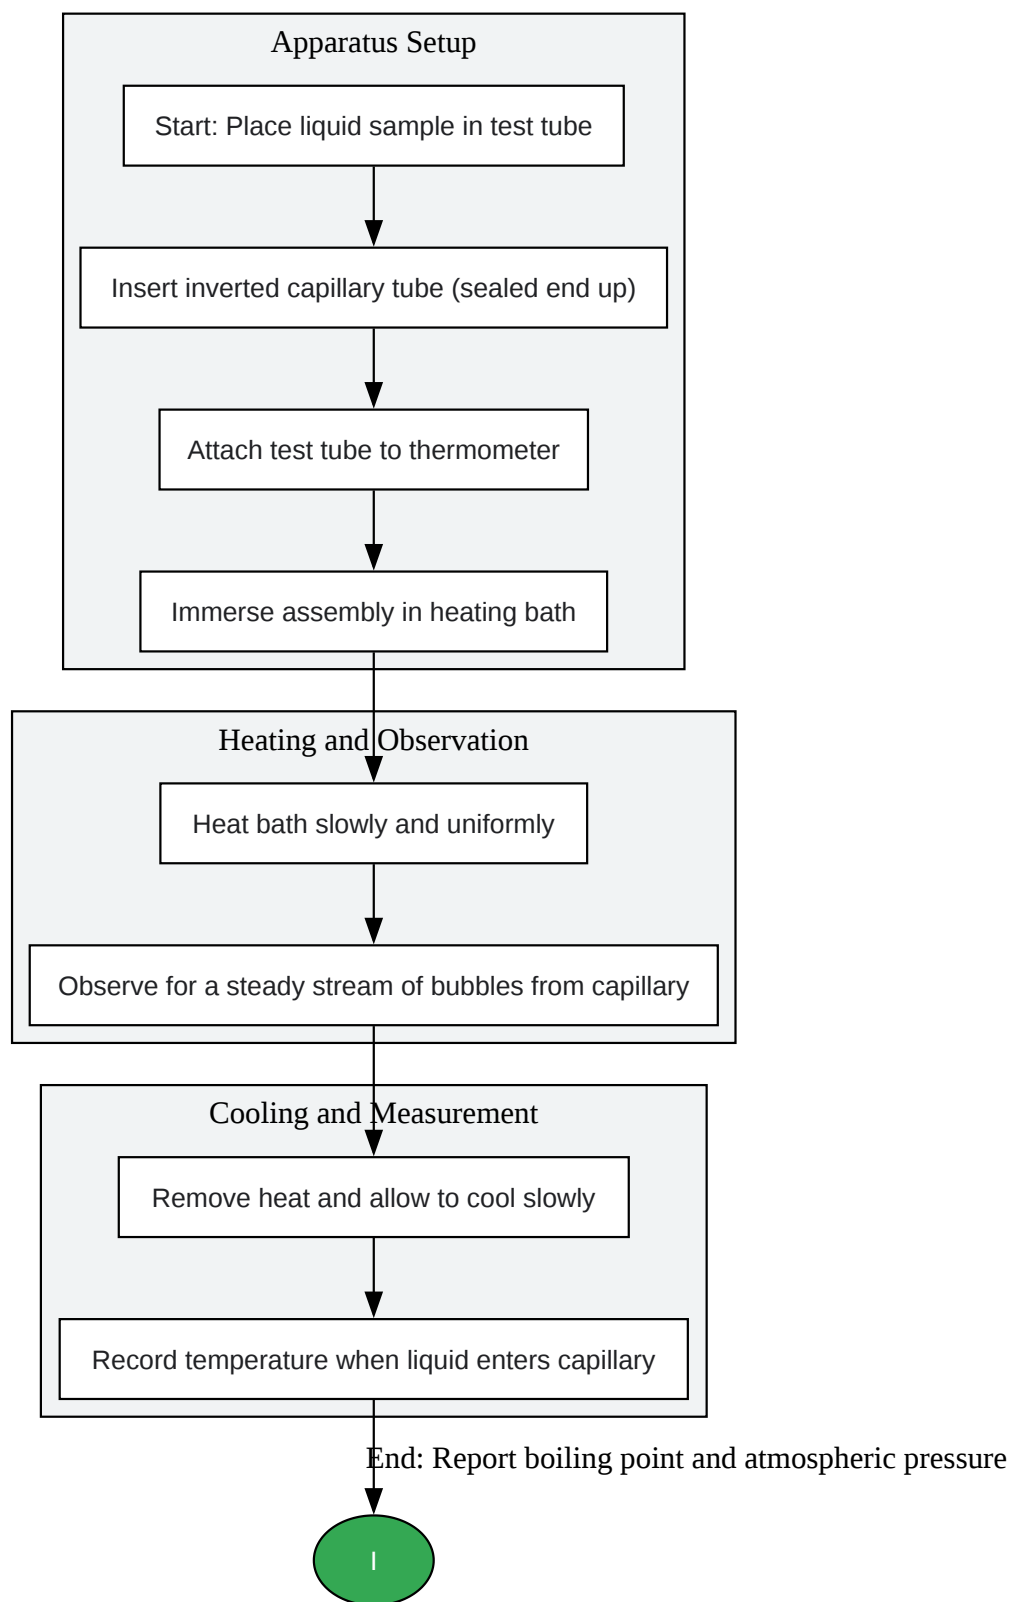 Apparatus Setup
Start: Place liquid sample in test tube
Insert inverted capillary tube (sealed end up)
Attach test tube to thermometer
Immerse assembly in heating bath
Heating and Observation
Heat bath slowly and uniformly
Observe for a steady stream of bubbles from capillary
Cooling and Measurement
Remove heat and allow to cool slowly
Record temperature when liquid enters capillary
End: Report boiling point and atmospheric pressure
I